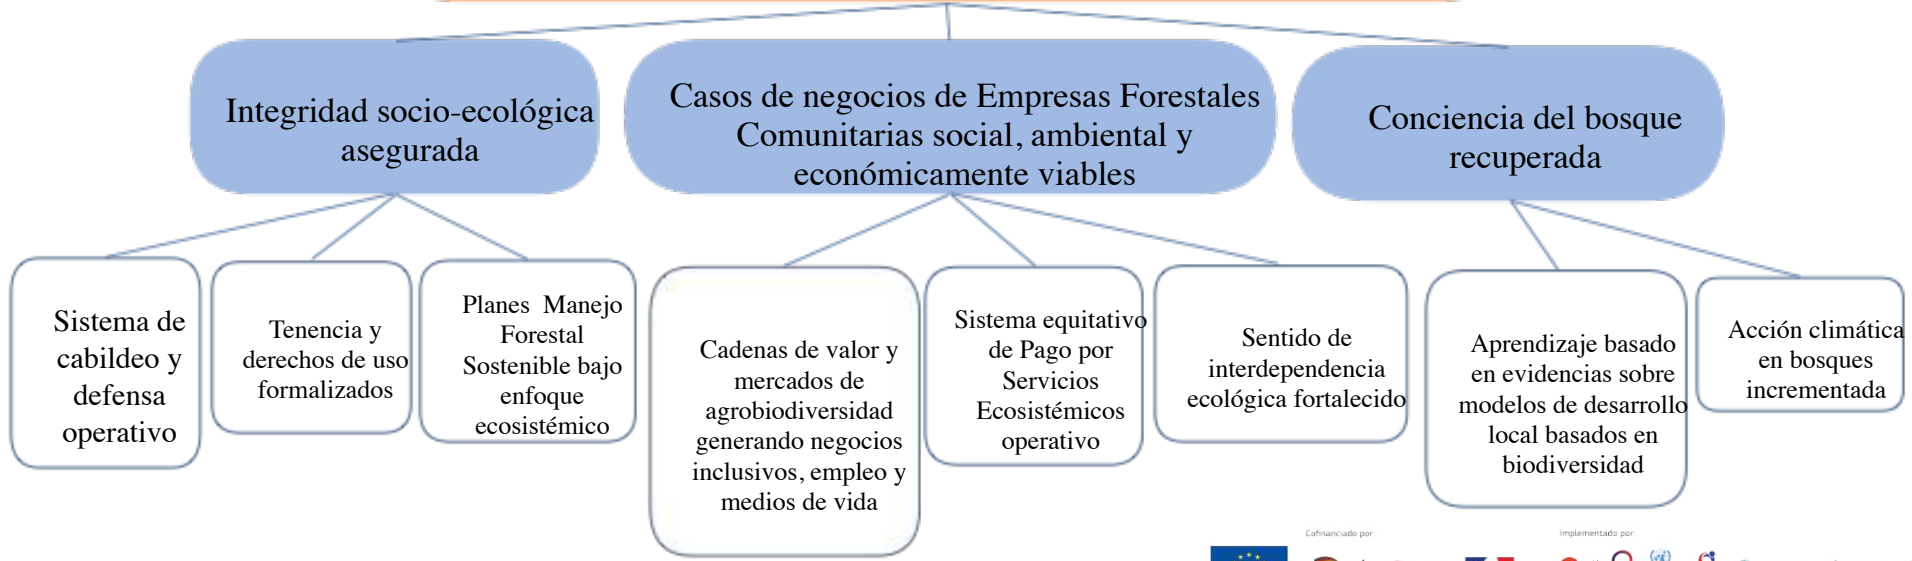 Integridad socio-ecológica
asegurada
Casos de negocios de Empresas Forestales
Comunitarias social, ambiental y
económicamente viables
Conciencia del bosque
recuperada
Sistema de
cabildeo y
defensa
operativo
Tenencia y
derechos de uso
formalizados
Planes Manejo
Forestal
Sostenible bajo
enfoque
ecosistémico
Cadenas de valor y
mercados de
agrobiodiversidad
generando negocios
inclusivos, empleo y
medios de vida
Sistema equitativo
de Pago por
Servicios
Ecosistémicos
operativo
Sentido de
interdependencia
ecológica fortalecido
Aprendizaje basado
en evidencias sobre
modelos de desarrollo
local basados en
biodiversidad
Acción climática
en bosques
incrementada
Cofinanciado por:
Implementado por: